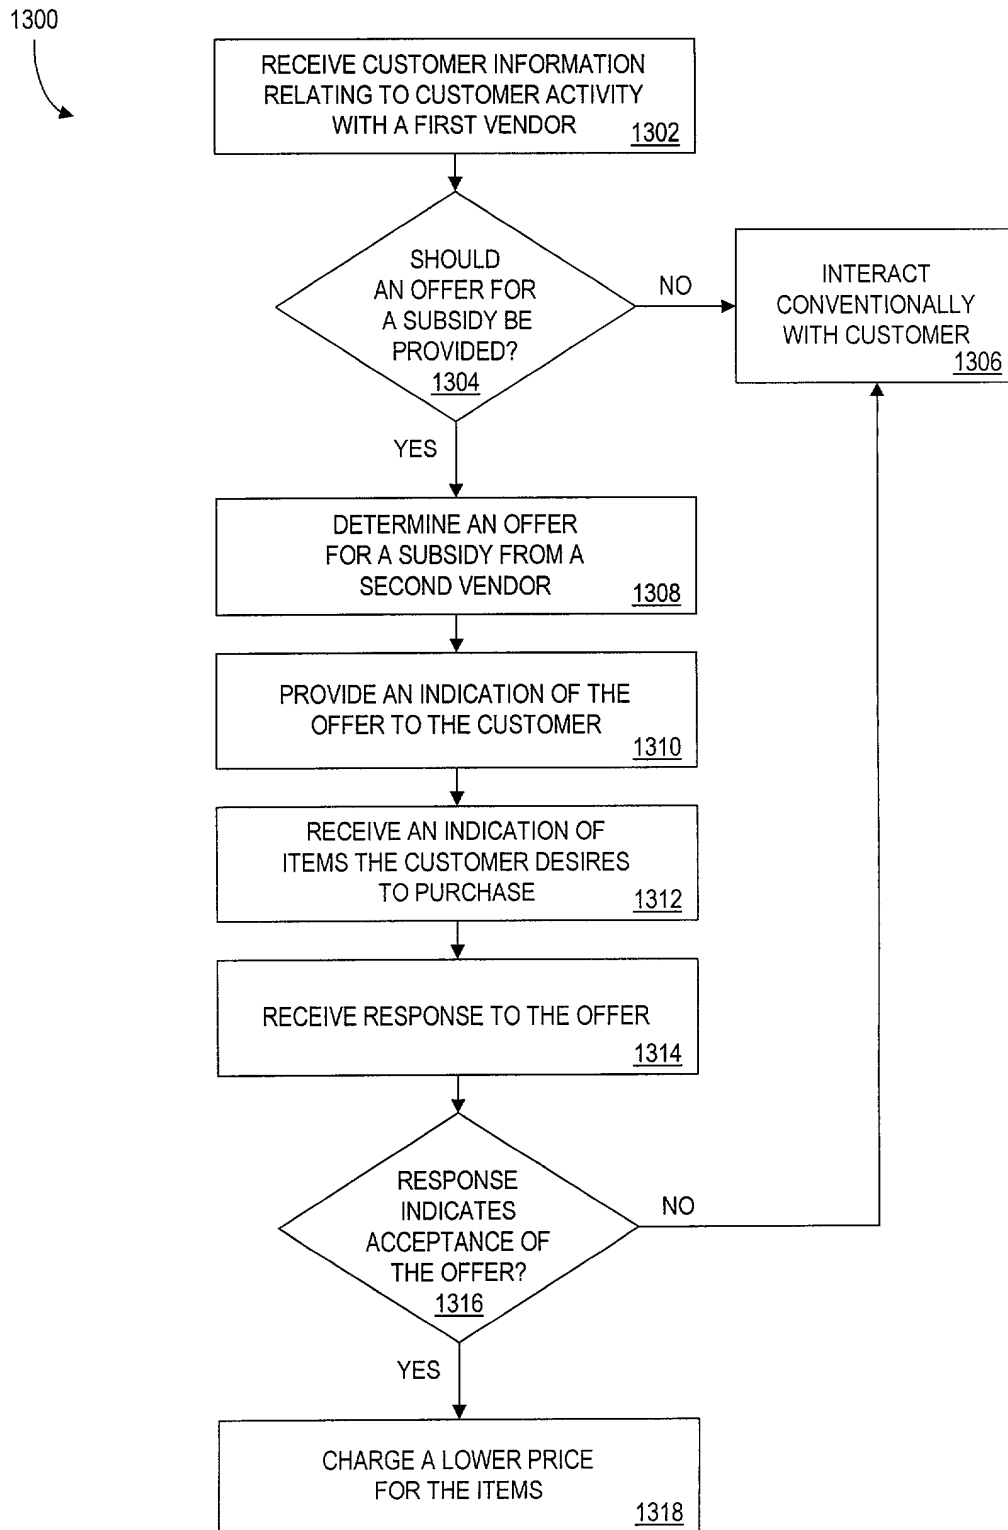 1300
RECEIVE CUSTOMER INFORMATION
RELATING TO CUSTOMER ACTIVITY
WITH A FIRST VENDOR
1302
SHOULD
AN OFFER FOR
A SUBSIDY BE
PROVIDED?
1304
NO
INTERACT
CONVENTIONALLY
WITH CUSTOMER
1306
YES
DETERMINE AN OFFER
FOR A SUBSIDY FROM A
SECOND VENDOR
1308
PROVIDE AN INDICATION OF THE
OFFER TO THE CUSTOMER
1310
RECEIVE AN INDICATION OF
ITEMS THE CUSTOMER DESIRES
TO PURCHASE
1312
RECEIVE RESPONSE TO THE OFFER
1314
RESPONSE
INDICATES
ACCEPTANCE OF
THE OFFER?
1316
NO
YES
CHARGE A LOWER PRICE
FOR THE ITEMS
1318